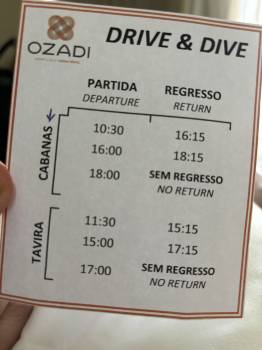 OZADI
DRIVE & DIVE
PARTIDA REGRESSO
DEPARTURE RETURN
CABANAS
10:30 16:15
16:00 18:15
18:00 SEM REGRESSO
NO RETURN
TAVIRA
11:30 15:15
15:00 17:15
17:00 SEM REGRESSO
NO RETURN